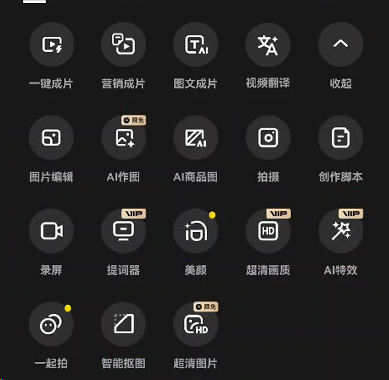 一键成片 营销成片 图文成片 视频翻译 收起
限免
图片编辑 AI作图 AI商品图 拍摄 创作脚本
VIP VIP VIP
HD
录屏 提词器 美颜 超清画质 AI特效
限免
HD
一起拍 智能抠图 超清图片